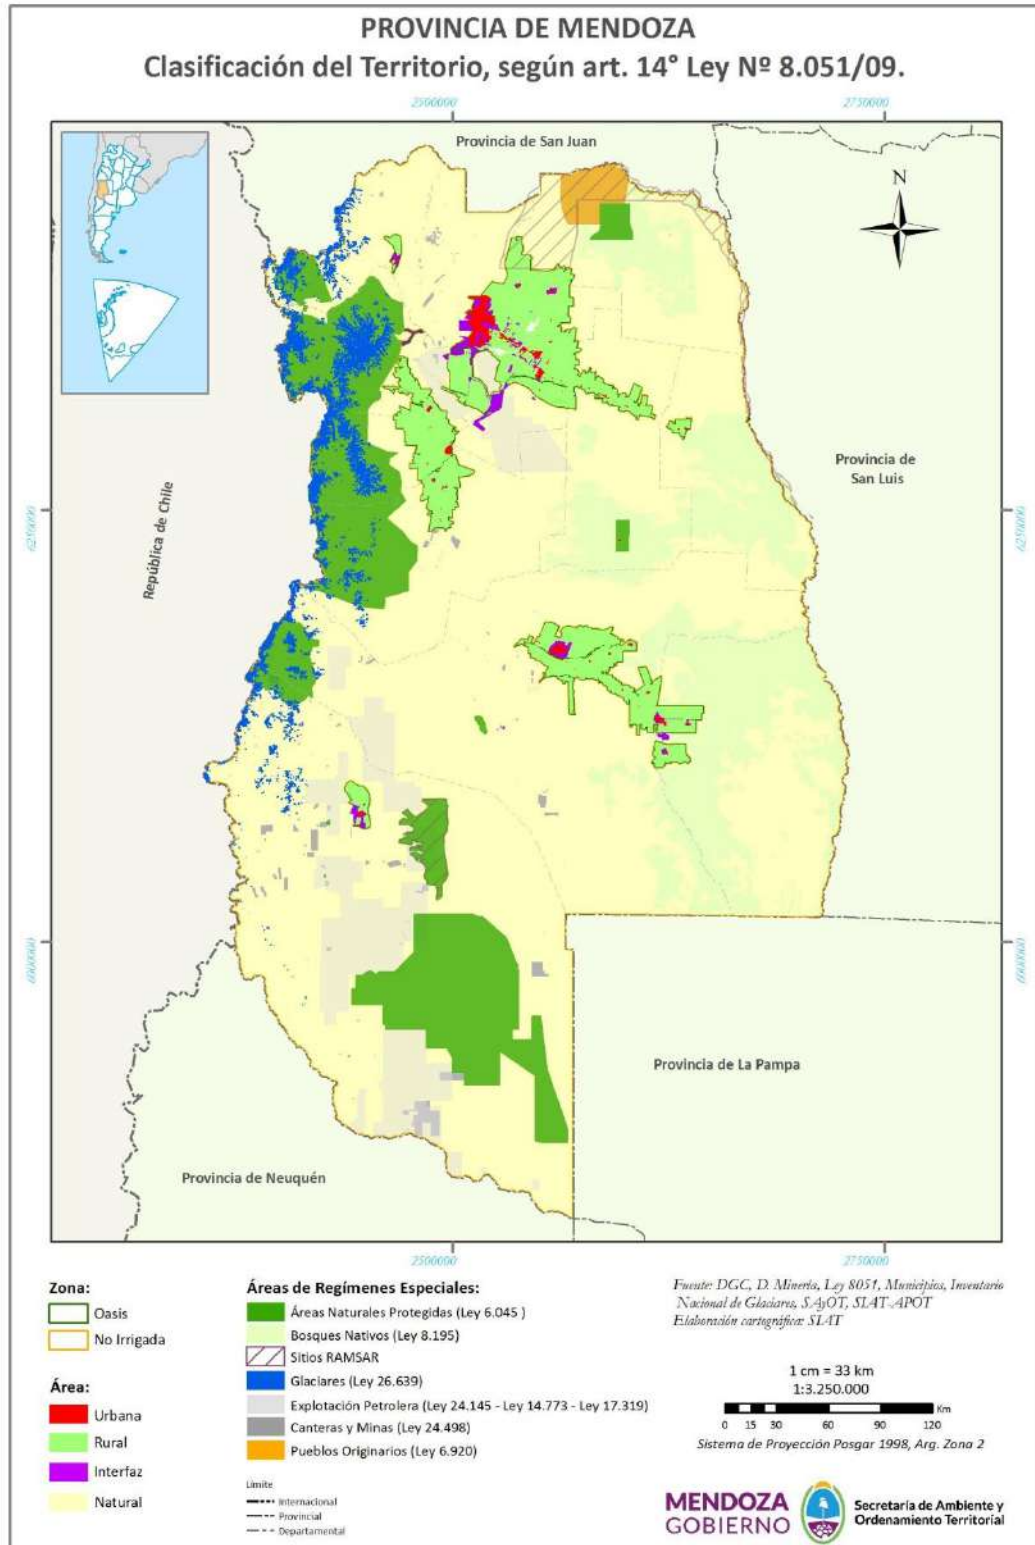 PROVINCIA DE MENDOZA
Clasificación del Territorio, según art. 14° Ley Nº 8.051/09.
2500000
2750000
Provincia de San Juan
N
Provincia de
San Luis
República de Chile
6250000
6250000
6000000
6000000
Provincia de La Pampa
Provincia de Neuquén
2500000
2750000
Zona:
Oasis
No Irrigada
Área:
Urbana
Rural
Interfaz
Natural
Áreas de Regímenes Especiales:
Áreas Naturales Protegidas (Ley 6.045 )
Bosques Nativos (Ley 8.195)
Sitios RAMSAR
Glaciares (Ley 26.639)
Explotación Petrolera (Ley 24.145 - Ley 14.773 - Ley 17.319)
Canteras y Minas (Ley 24.498)
Pueblos Originarios (Ley 6.920)
Límite
Internacional
Provincial
Departamental
Fuente: DGC, D. Minería, Ley 8051, Municipios, Inventario
Nacional de Glaciares, SAyOT, SIAT-APOT
Elaboración cartográfica: SIAT
1 cm = 33 km
1:3.250.000
Km
0 15 30 60 90 120
Sistema de Proyección Posgar 1998, Arg. Zona 2
MENDOZA
GOBIERNO
Secretaría de Ambiente y
Ordenamiento Territorial